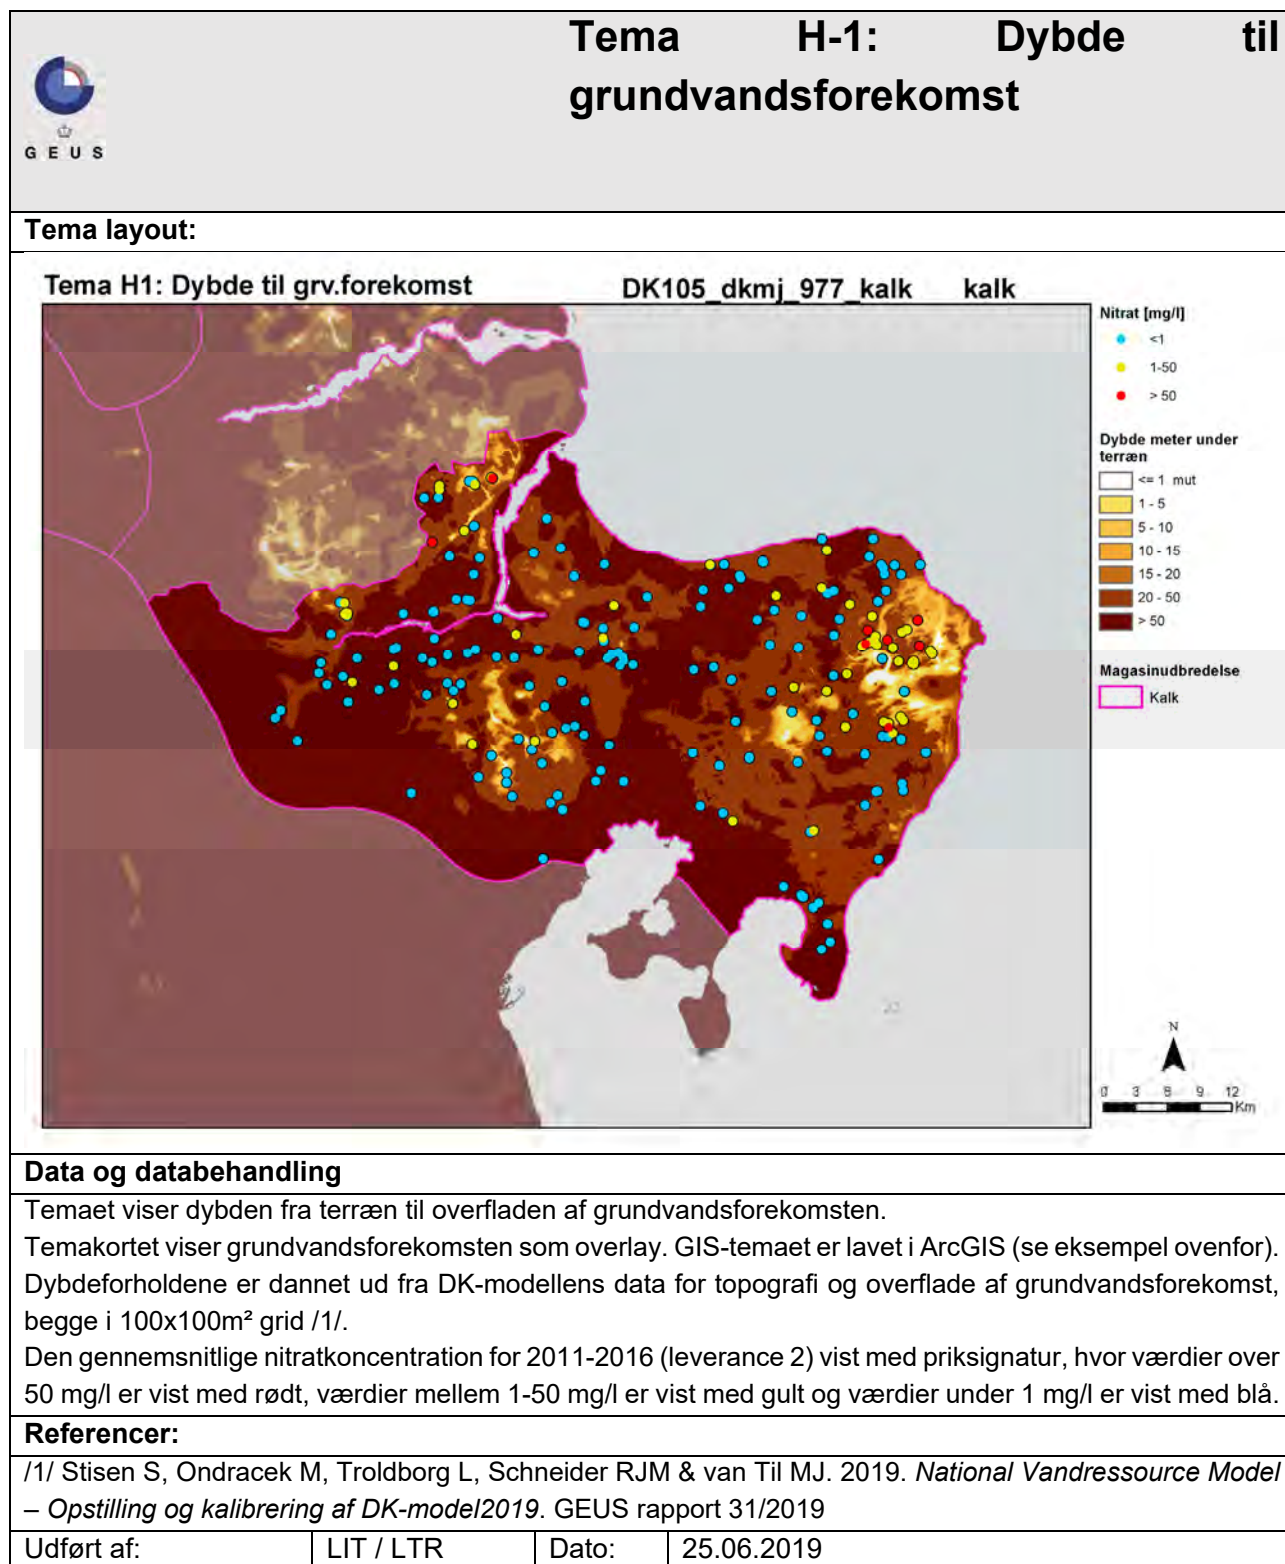 Tema H-1: Dybde til
grundvandsforekomst
G E U S
Tema layout:
Tema H1: Dybde til grv.forekomst DK105_dkmj_977_kalk kalk
Nitrat [mg/l]
<1
1-50
> 50
Dybde meter under
terræn
<= 1 mut
1 - 5
5 - 10
10 - 15
15 - 20
20 - 50
> 50
Magasinudbredelse
Kalk
N
0 3 6 9 12
Km
Data og databehandling
Temaet viser dybden fra terræn til overfladen af grundvandsforekomsten.
Temakortet viser grundvandsforekomsten som overlay. GIS-temaet er lavet i ArcGIS (se eksempel ovenfor).
Dybdeforholdene er dannet ud fra DK-modellens data for topografi og overflade af grundvandsforekomst,
begge i 100x100m² grid /1/.
Den gennemsnitlige nitratkoncentration for 2011-2016 (leverance 2) vist med priksignatur, hvor værdier over
50 mg/l er vist med rødt, værdier mellem 1-50 mg/l er vist med gult og værdier under 1 mg/l er vist med blå.
Referencer:
/1/ Stisen S, Ondracek M, Troldborg L, Schneider RJM & van Til MJ. 2019. National Vandressource Model
– Opstilling og kalibrering af DK-model2019. GEUS rapport 31/2019
Udført af: LIT / LTR Dato: 25.06.2019